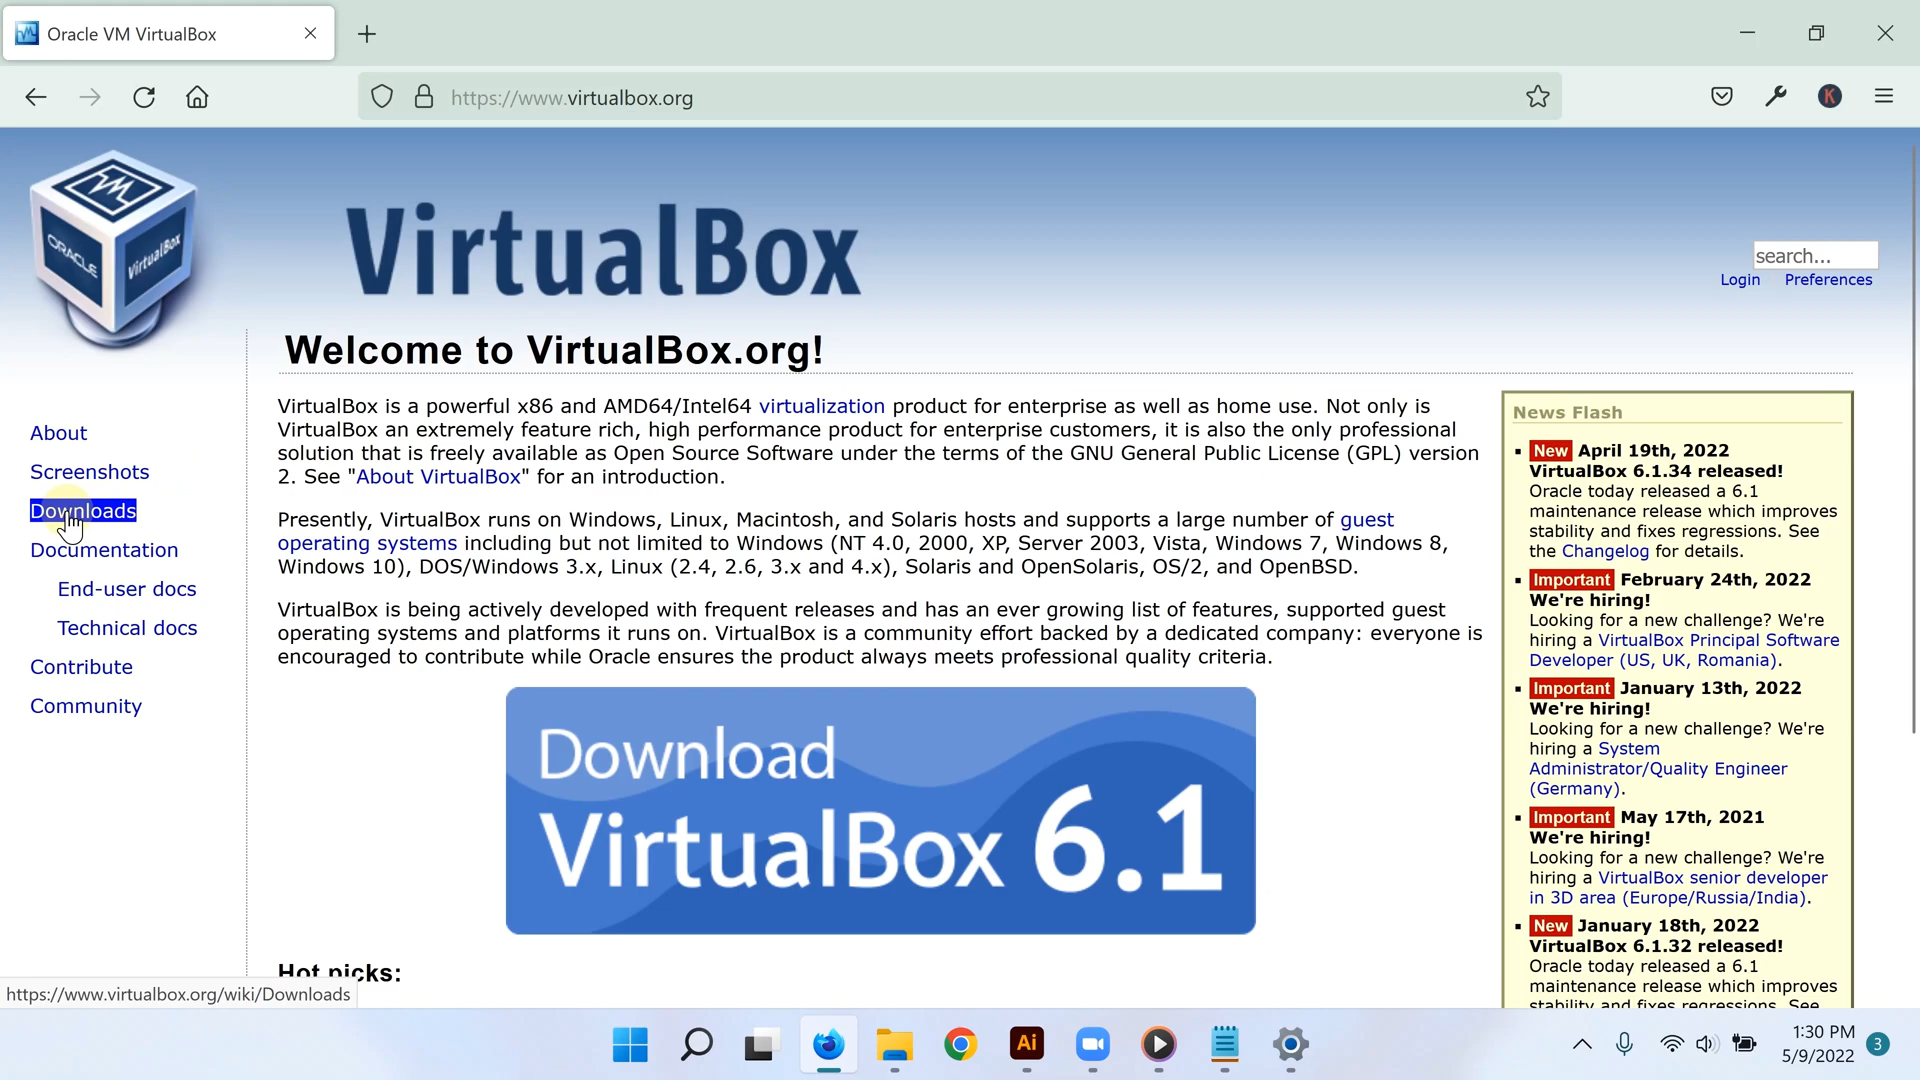 Oracle VM VirtualBox
https://www.virtualbox.org
ORACLE
VirtualBox
VirtualBox
search...
Login Preferences
Welcome to VirtualBox.org!
About
Screenshots
Downloads
Documentation
End-user docs
Technical docs
Contribute
Community
VirtualBox is a powerful x86 and AMD64/Intel64 virtualization product for enterprise as well as home use. Not only is
VirtualBox an extremely feature rich, high performance product for enterprise customers, it is also the only professional
solution that is freely available as Open Source Software under the terms of the GNU General Public License (GPL) version
2. See "About VirtualBox" for an introduction.
Presently, VirtualBox runs on Windows, Linux, Macintosh, and Solaris hosts and supports a large number of guest
operating systems including but not limited to Windows (NT 4.0, 2000, XP, Server 2003, Vista, Windows 7, Windows 8,
Windows 10), DOS/Windows 3.x, Linux (2.4, 2.6, 3.x and 4.x), Solaris and OpenSolaris, OS/2, and OpenBSD.
VirtualBox is being actively developed with frequent releases and has an ever growing list of features, supported guest
operating systems and platforms it runs on. VirtualBox is a community effort backed by a dedicated company: everyone is
encouraged to contribute while Oracle ensures the product always meets professional quality criteria.
Download
VirtualBox 6.1
Hot picks:
News Flash
New April 19th, 2022
VirtualBox 6.1.34 released!
Oracle today released a 6.1
maintenance release which improves
stability and fixes regressions. See
the Changelog for details.
Important February 24th, 2022
We're hiring!
Looking for a new challenge? We're
hiring a VirtualBox Principal Software
Developer (US, UK, Romania).
Important January 13th, 2022
We're hiring!
Looking for a new challenge? We're
hiring a System
Administrator/Quality Engineer
(Germany).
Important May 17th, 2021
We're hiring!
Looking for a new challenge? We're
hiring a VirtualBox senior developer
in 3D area (Europe/Russia/India).
New January 18th, 2022
VirtualBox 6.1.32 released!
Oracle today released a 6.1
maintenance release which improves
stability and fixes regressions. See
https://www.virtualbox.org/wiki/Downloads
K
Ai
1:30 PM
5/9/2022
3